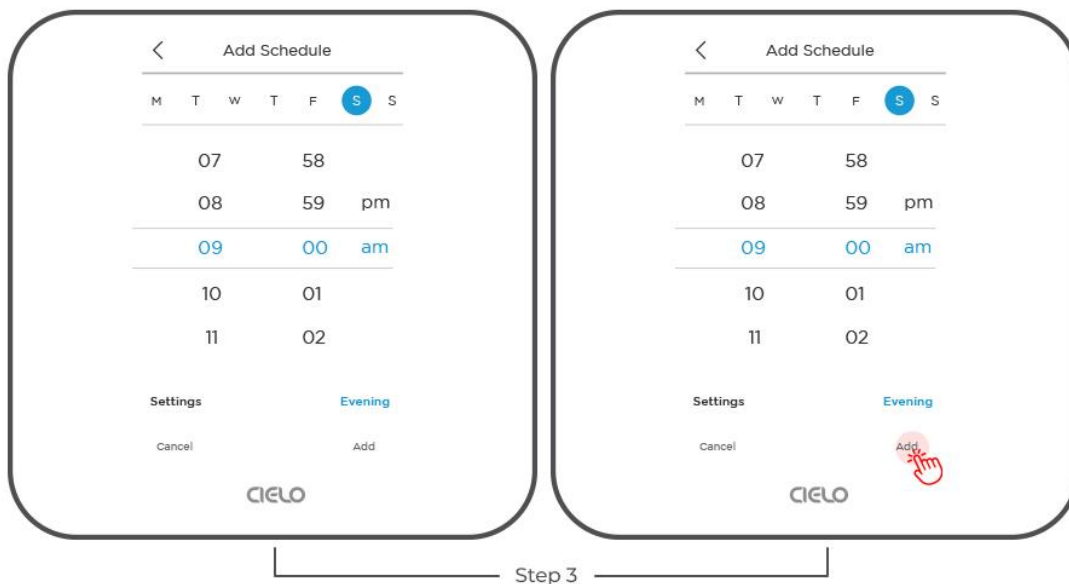 Add Schedule
M T W T F S S
07 58
08 59 pm
09 00 am
10 01
11 02
Settings Evening
Cancel Add
CIELO
Add Schedule
M T W T F S S
07 58
08 59 pm
09 00 am
10 01
11 02
Settings Evening
Cancel Add
CIELO
Step 3